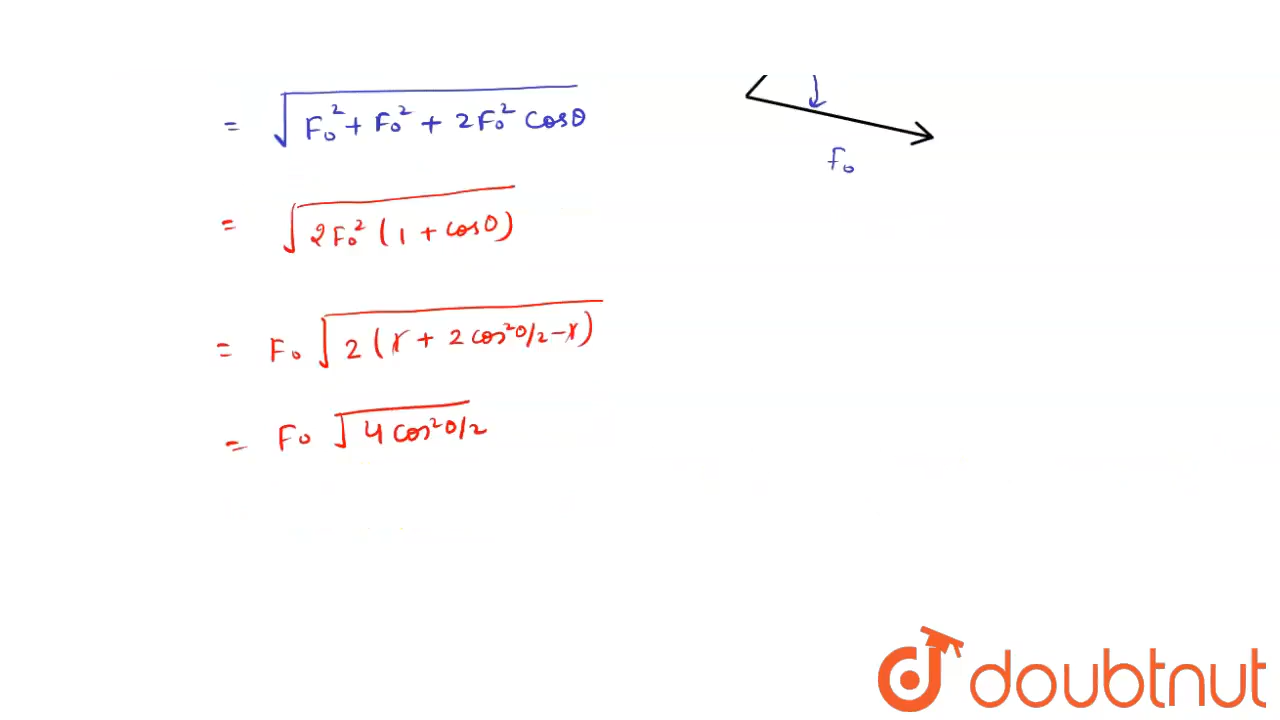 = √(F₀² + F₀² + 2F₀² cosθ)
F₀
= √(2F₀² (1 + cosθ))
= F₀ √(2 (1 + 2 cos²θ/2 - 1))
= F₀ √(4 cos²θ/2)
doubtnut